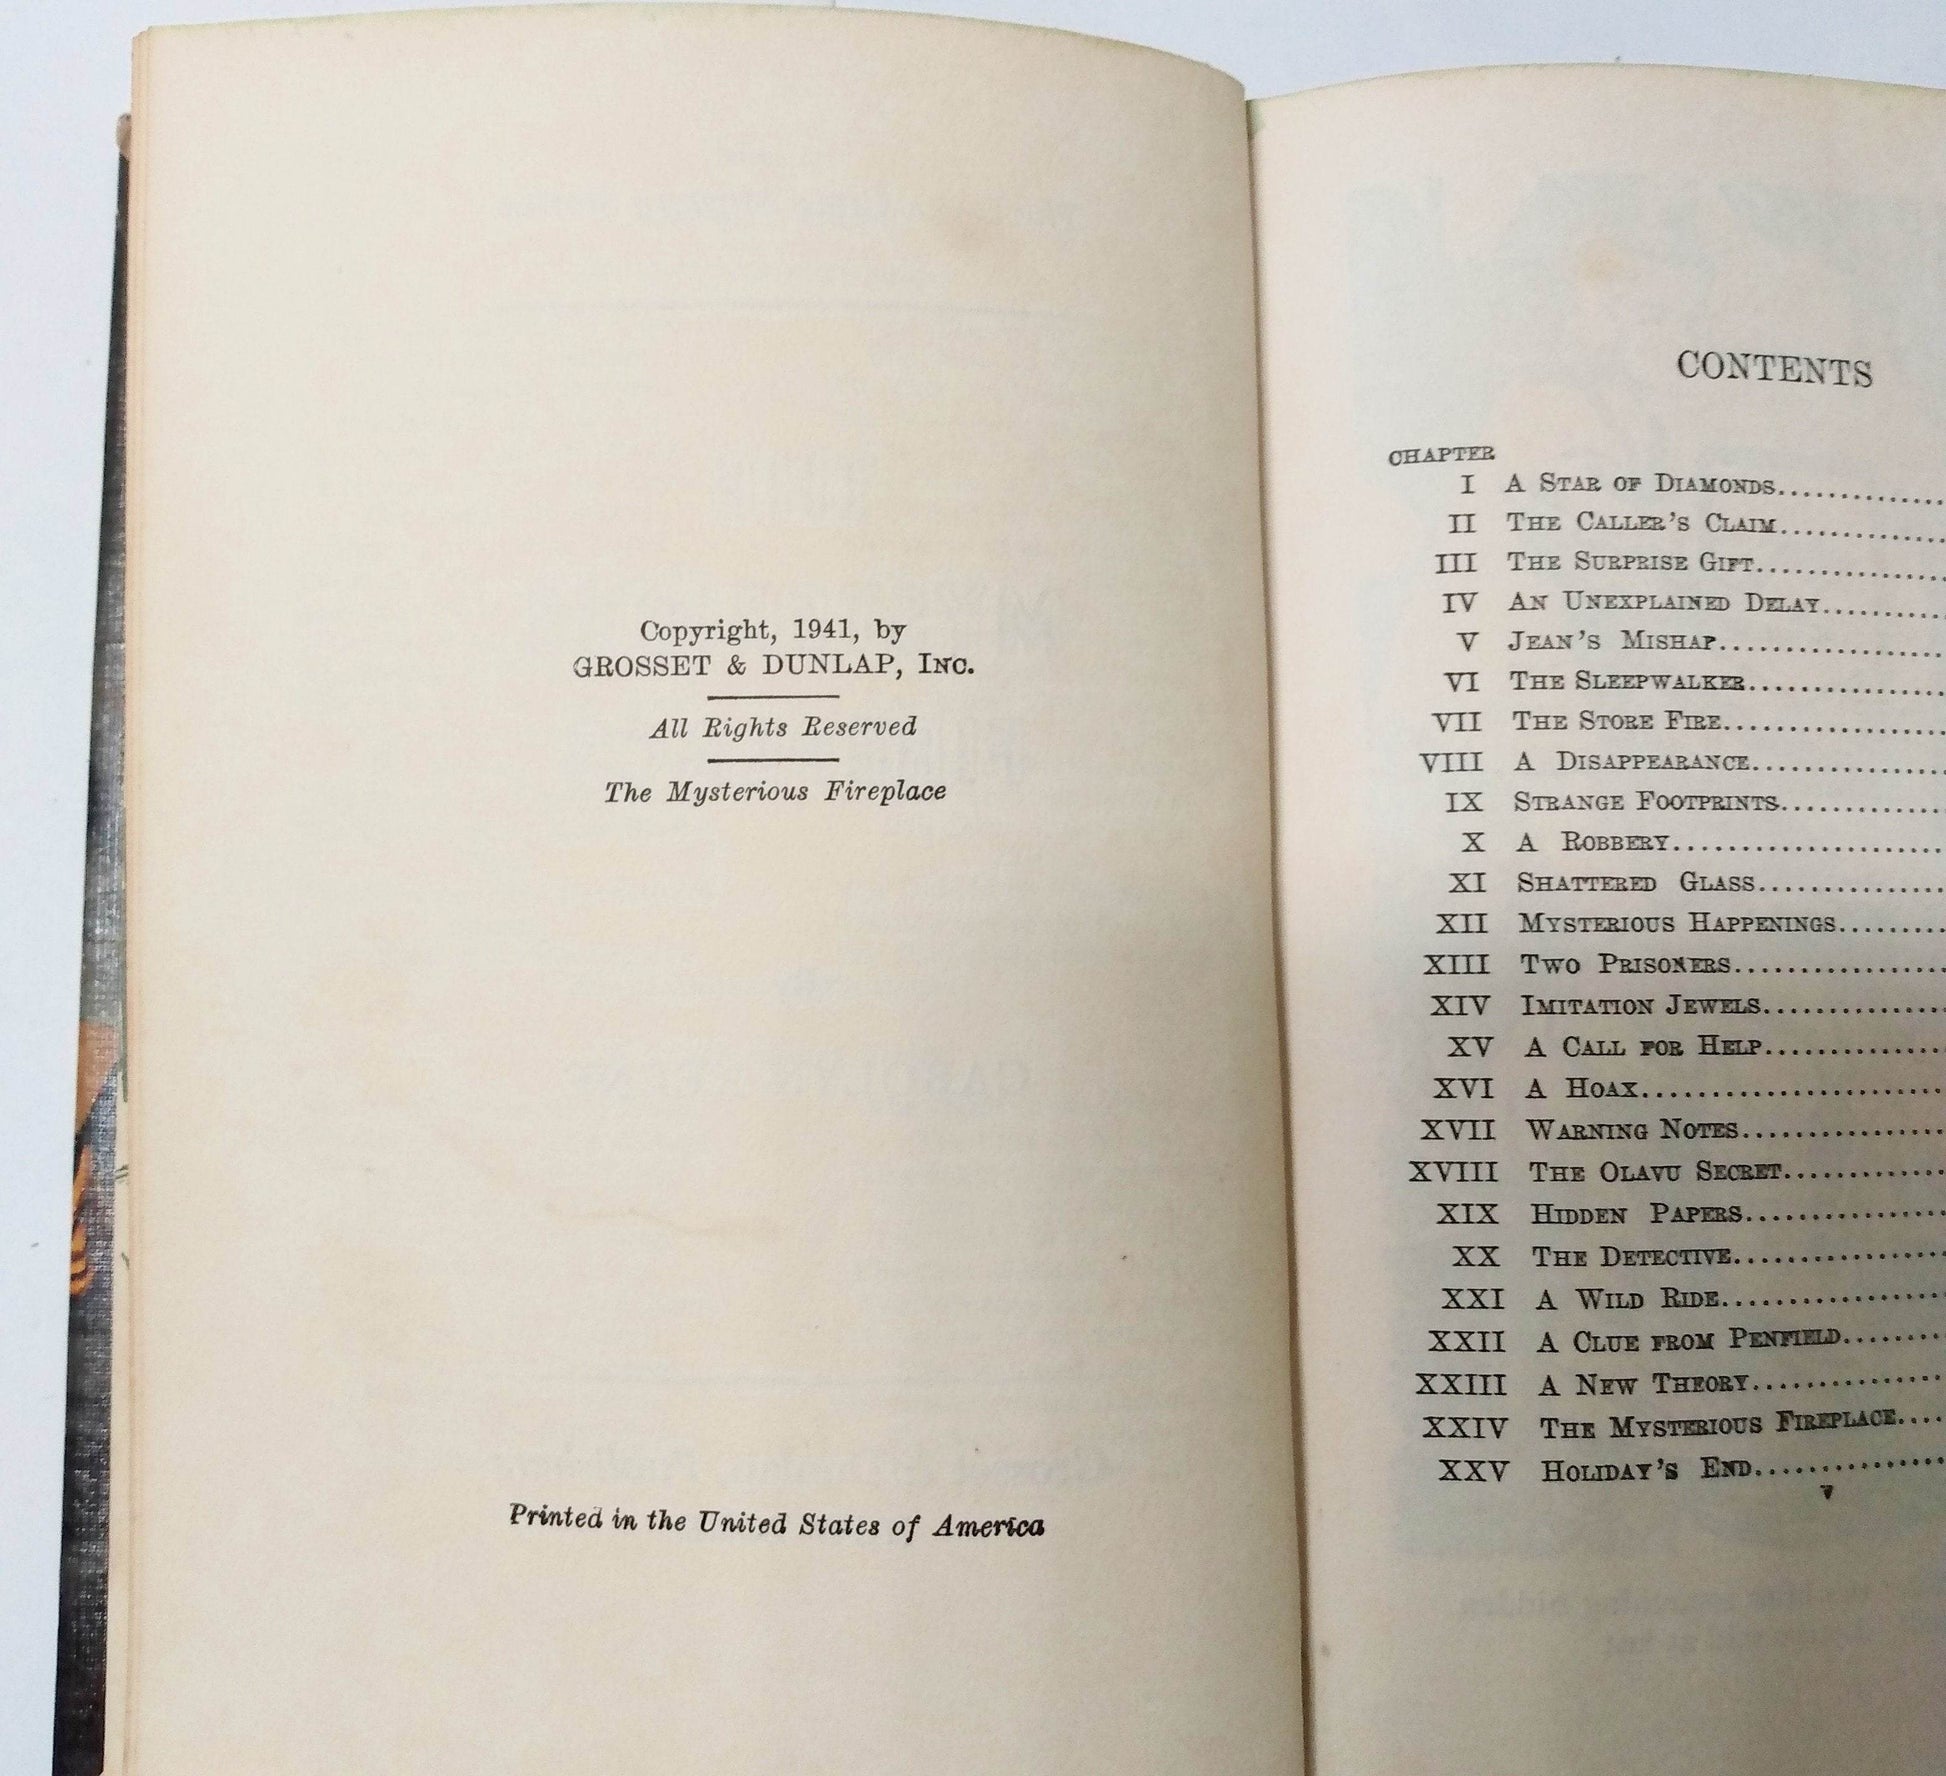 Copyright, 1941, by
GROSSET & DUNLAP, INC.
All Rights Reserved
The Mysterious Fireplace
Printed in the United States of America
CONTENTS
CHAPTER
I A STAR OF DIAMONDS
II THE CALLER'S CLAIM
III THE SURPRISE GIFT
IV AN UNEXPLAINED DELAY
V JEAN'S MISHAP
VI THE SLEEPWALKER
VII THE STORE FIRE
VIII A DISAPPEARANCE
IX STRANGE FOOTPRINTS
X A ROBBERY
XI SHATTERED GLASS
XII MYSTERIOUS HAPPENINGS
XIII TWO PRISONERS
XIV IMITATION JEWELS
XV A CALL FOR HELP
XVI A HOAX
XVII WARNING NOTES
XVIII THE OLAVU SECRET
XIX HIDDEN PAPERS
XX THE DETECTIVE
XXI A WILD RIDE
XXII A CLUE FROM PENFIELD
XXIII A NEW THEORY
XXIV THE MYSTERIOUS FIREPLACE
XXV HOLIDAY'S END
v